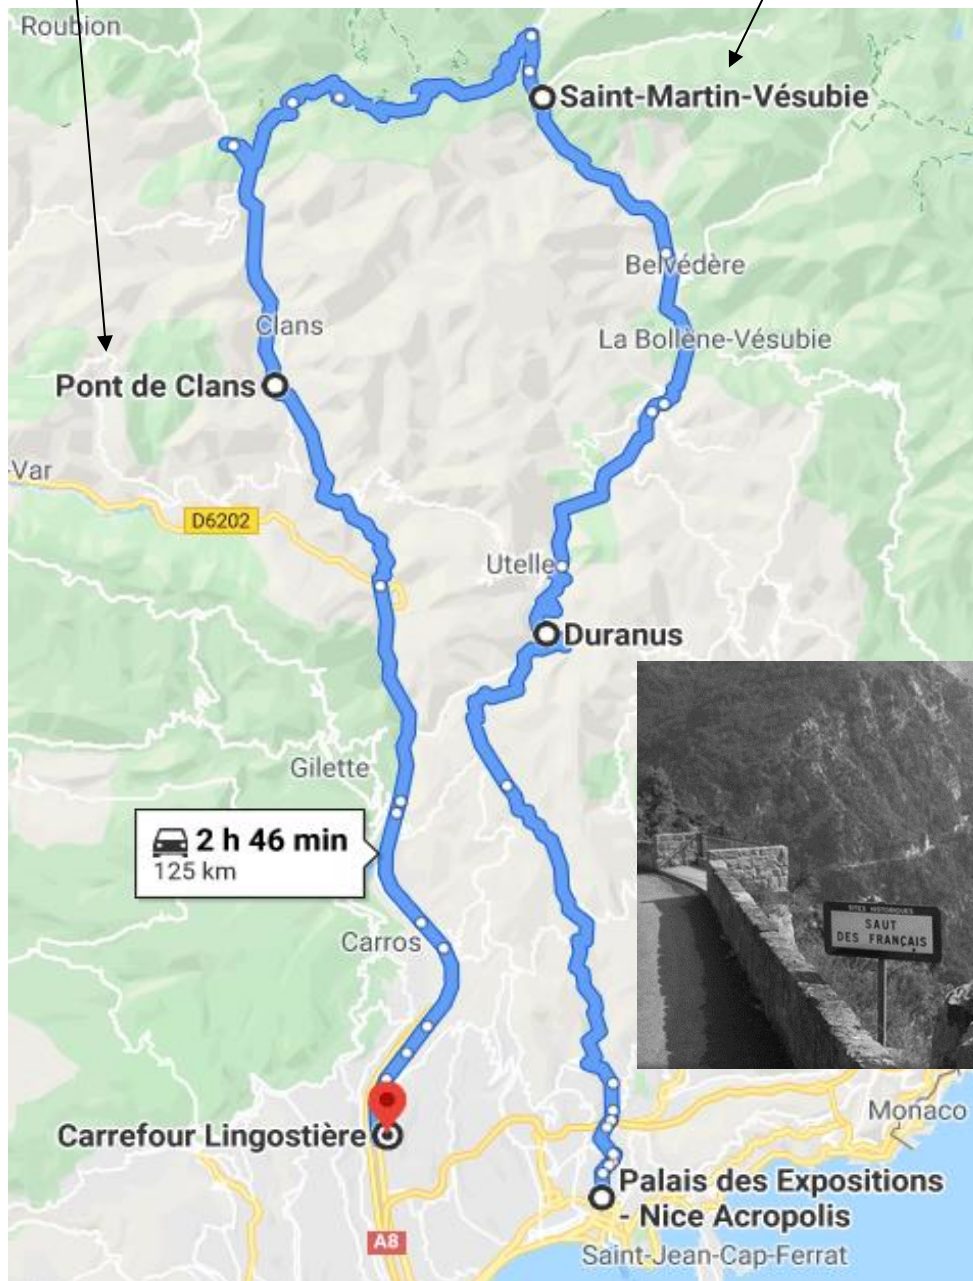 Roubion
Saint-Martin-Vésubie
Belvédère
Clans
La Bollène-Vésubie
Pont de Clans
-Var
D6202
Utelle
Duranus
Gilette
2 h 46 min
125 km
SITES HISTORIQUES
SAUT
DES FRANÇAIS
Carros
Monaco
Carrefour Lingostière
Palais des Expositions
- Nice Acropolis
A8
Saint-Jean-Cap-Ferrat